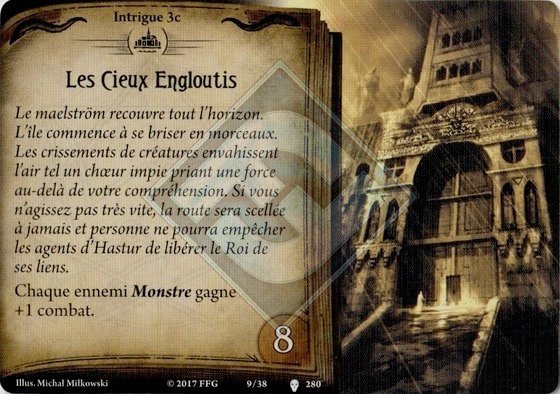 Intrigue 3c
Les Cieux Engloutis
Le maelström recouvre tout l'horizon.
L'île commence à se briser en morceaux.
Les crissements de créatures envahissent
l'air tel un chœur impie priant une force
au-delà de votre compréhension. Si vous
n'agissez pas très vite, la route sera scellée
à jamais et personne ne pourra empêcher
les agents d'Hastur de libérer le Roi de
ses liens.
Chaque ennemi Monstre gagne
+1 combat.
8
Illus. Michał Miłkowski © 2017 FFG 9/38 280